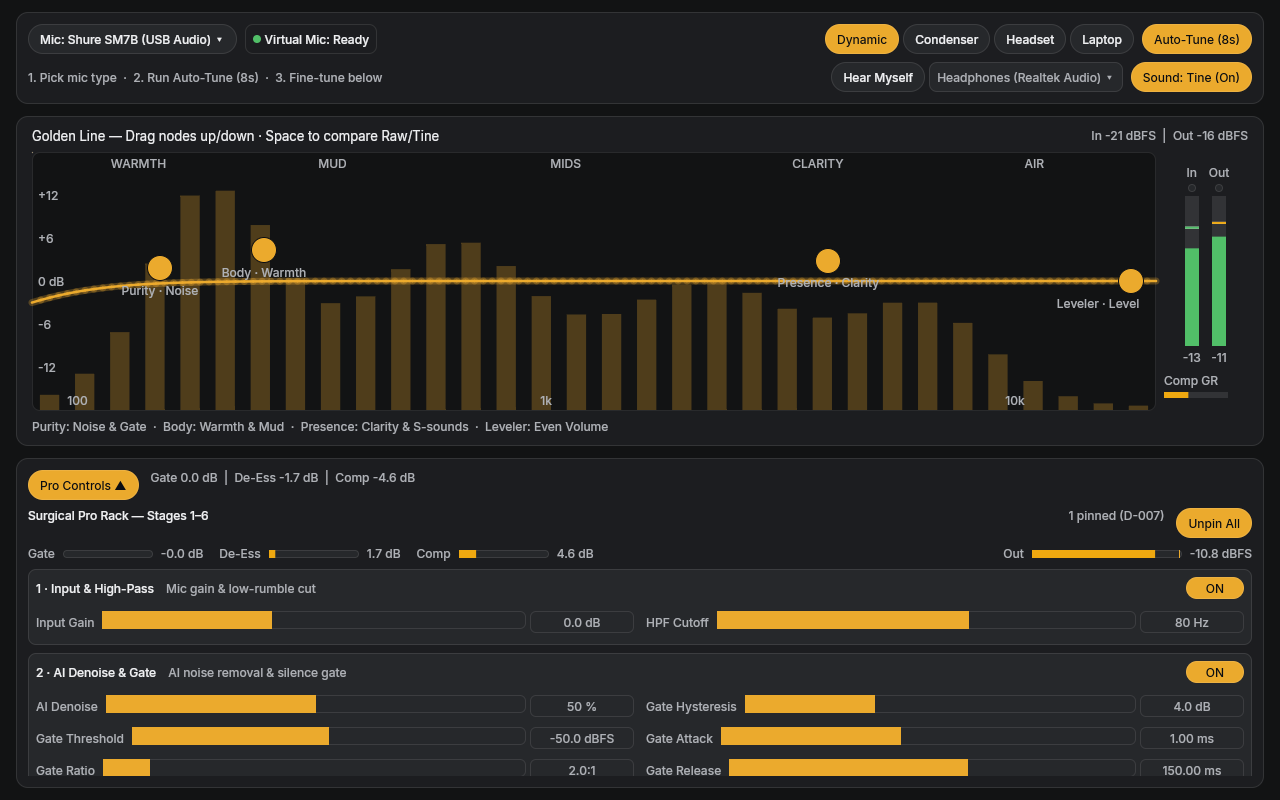 Mic: Shure SM7B (USB Audio) ▾
Virtual Mic: Ready
Dynamic
Condenser
Headset
Laptop
Auto-Tune (8s)
1. Pick mic type · 2. Run Auto-Tune (8s) · 3. Fine-tune below
Hear Myself
Headphones (Realtek Audio) ▾
Sound: Tine (On)
Golden Line — Drag nodes up/down · Space to compare Raw/Tine
In -21 dBFS | Out -16 dBFS
WARMTH
MUD
MIDS
CLARITY
AIR
In
Out
+12
+6
0 dB
-6
-12
Body · Warmth
Purity · Noise
Presence · Clarity
Leveler · Level
100
1k
10k
-13
-11
Comp GR
Purity: Noise & Gate · Body: Warmth & Mud · Presence: Clarity & S-sounds · Leveler: Even Volume
Pro Controls ▲
Gate 0.0 dB | De-Ess -1.7 dB | Comp -4.6 dB
Surgical Pro Rack — Stages 1–6
1 pinned (D-007)
Unpin All
Gate
-0.0 dB
De-Ess
1.7 dB
Comp
4.6 dB
Out
-10.8 dBFS
1 · Input & High-Pass
Mic gain & low-rumble cut
ON
Input Gain
0.0 dB
HPF Cutoff
80 Hz
2 · AI Denoise & Gate
AI noise removal & silence gate
ON
AI Denoise
50 %
Gate Hysteresis
4.0 dB
Gate Threshold
-50.0 dBFS
Gate Attack
1.00 ms
Gate Ratio
2.0:1
Gate Release
150.00 ms